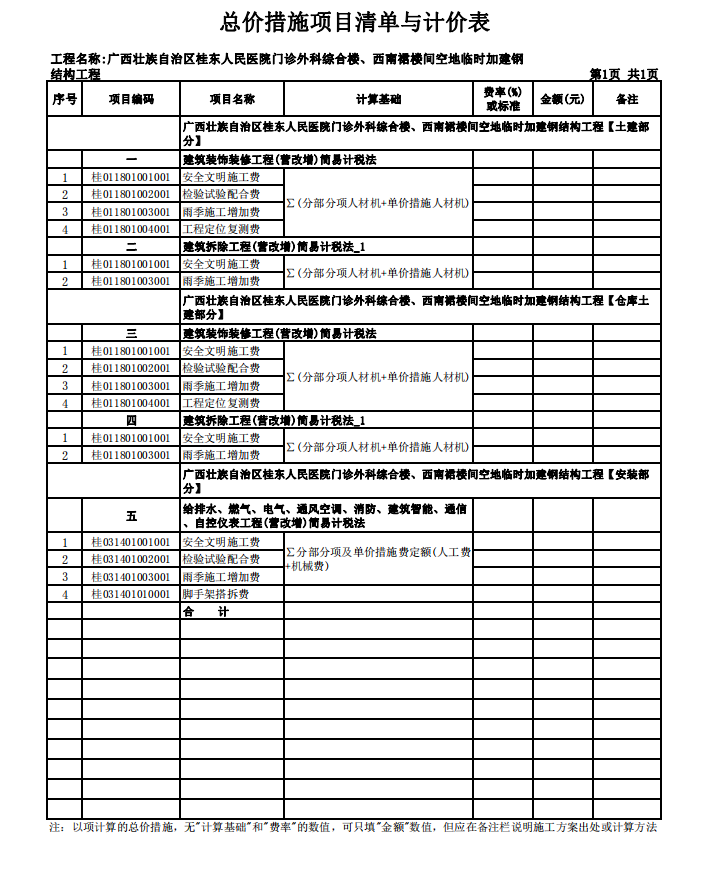 总价措施项目清单与计价表
工程名称:广西壮族自治区桂东人民医院门诊外科综合楼、西南裙楼间空地临时加建钢
结构工程 第1页 共1页
序号 项目编码 项目名称 计算基础 费率(%)或标准 金额(元) 备注
广西壮族自治区桂东人民医院门诊外科综合楼、西南裙楼间空地临时加建钢结构工程【土建部
分】
一 建筑装饰装修工程(营改增)简易计税法
1 桂011801001001 安全文明施工费
2 桂011801002001 检验试验配合费
Σ(分部分项人材机+单价措施人材机)
3 桂011801003001 雨季施工增加费
4 桂011801004001 工程定位复测费
二 建筑拆除工程(营改增)简易计税法_1
1 桂011801001001 安全文明施工费
Σ(分部分项人材机+单价措施人材机)
2 桂011801003001 雨季施工增加费
广西壮族自治区桂东人民医院门诊外科综合楼、西南裙楼间空地临时加建钢结构工程【仓库土
建部分】
三 建筑装饰装修工程(营改增)简易计税法
1 桂011801001001 安全文明施工费
2 桂011801002001 检验试验配合费
Σ(分部分项人材机+单价措施人材机)
3 桂011801003001 雨季施工增加费
4 桂011801004001 工程定位复测费
四 建筑拆除工程(营改增)简易计税法_1
1 桂011801001001 安全文明施工费
Σ(分部分项人材机+单价措施人材机)
2 桂011801003001 雨季施工增加费
广西壮族自治区桂东人民医院门诊外科综合楼、西南裙楼间空地临时加建钢结构工程【安装部
分】
五 给排水、燃气、电气、通风空调、消防、建筑智能、通信
、自控仪表工程(营改增)简易计税法
1 桂031401001001 安全文明施工费
2 桂031401002001 检验试验配合费 Σ分部分项及单价措施费定额(人工费
+机械费)
3 桂031401003001 雨季施工增加费
4 桂031401010001 脚手架搭拆费
合 计
注: 以项计算的总价措施，无"计算基础"和"费率"的数值，可只填"金额"数值，但应在备注栏说明施工方案出处或计算方法